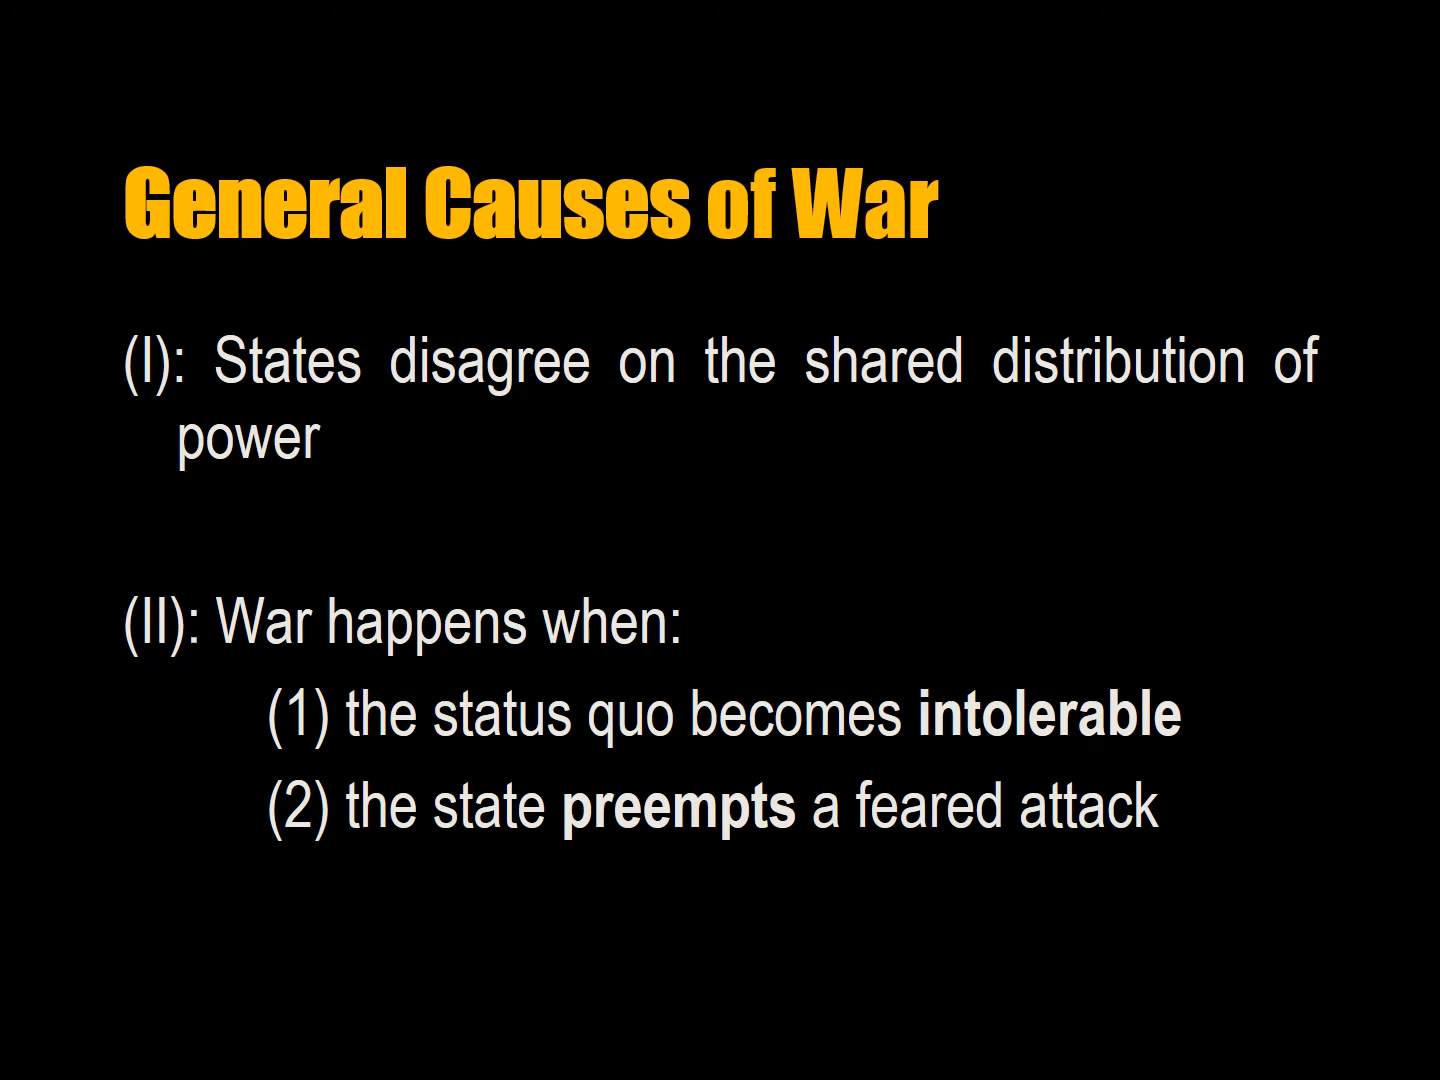 General Causes of War
(I): States disagree on the shared distribution of
power
(II): War happens when:
(1) the status quo becomes intolerable
(2) the state preempts a feared attack